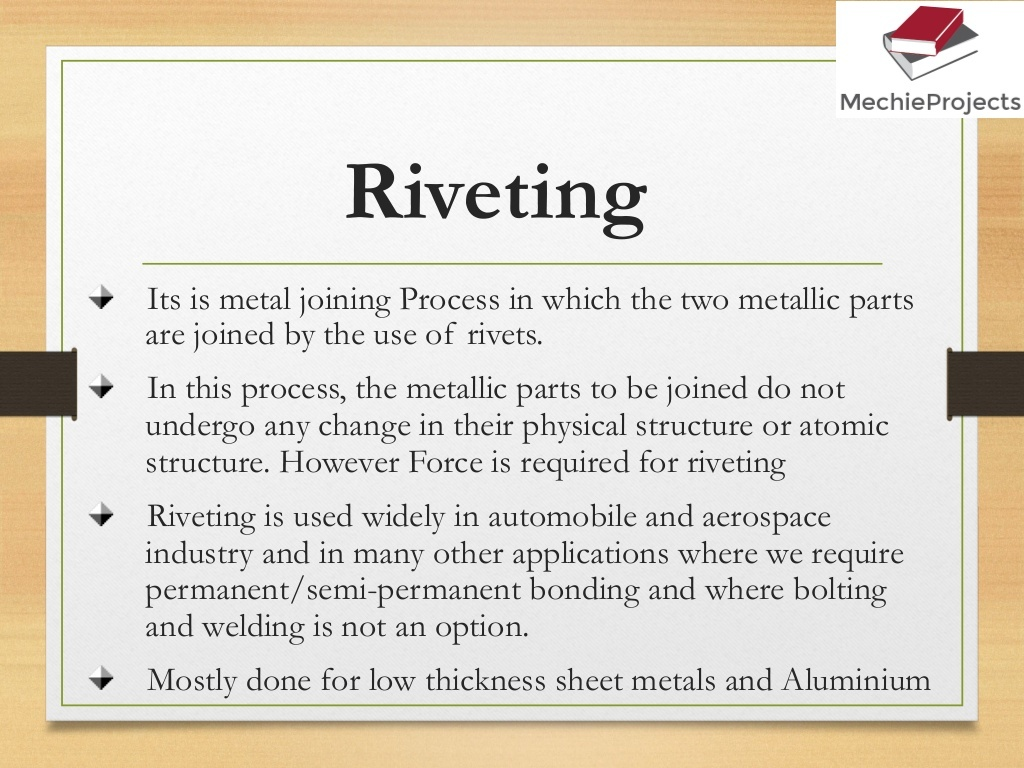 MechieProjects
Riveting
Its is metal joining Process in which the two metallic parts
are joined by the use of rivets.
In this process, the metallic parts to be joined do not
undergo any change in their physical structure or atomic
structure. However Force is required for riveting
Riveting is used widely in automobile and aerospace
industry and in many other applications where we require
permanent/semi-permanent bonding and where bolting
and welding is not an option.
Mostly done for low thickness sheet metals and Aluminium